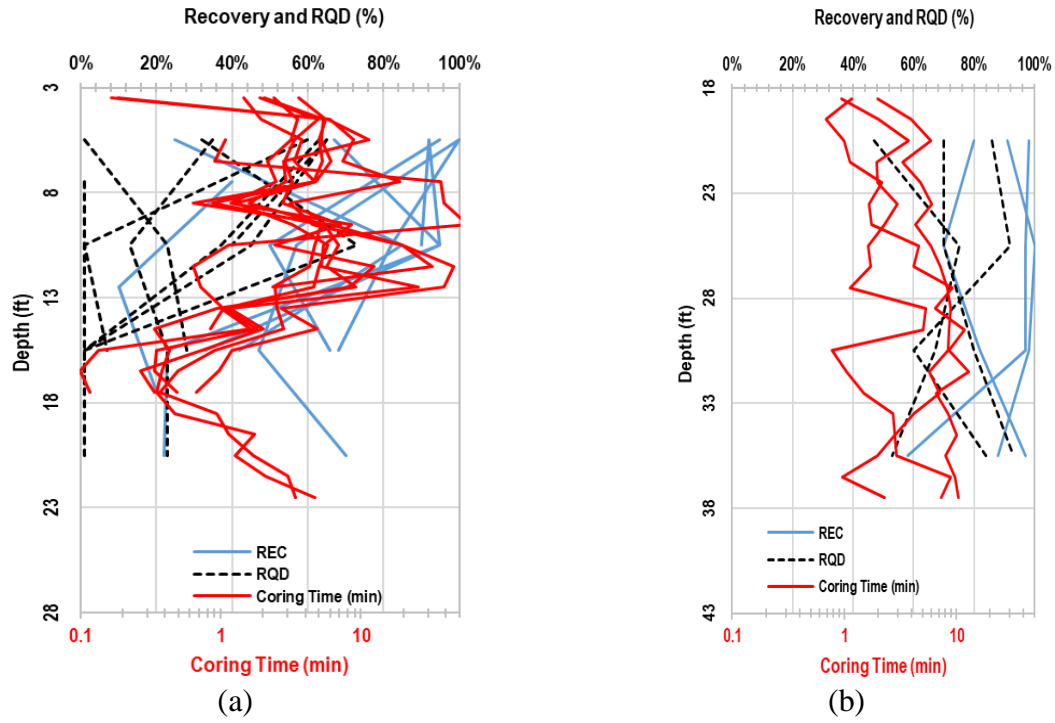 Recovery and RQD (%)
0% 20% 40% 60% 80% 100%
3
8
13
18
23
28
Depth (ft)
REC
RQD
Coring Time (min)
0.1 1 10
Coring Time (min)
(a)
Recovery and RQD (%)
0% 20% 40% 60% 80% 100%
18
23
28
33
38
43
Depth (ft)
REC
RQD
Coring Time (min)
0.1 1 10
Coring Time (min)
(b)